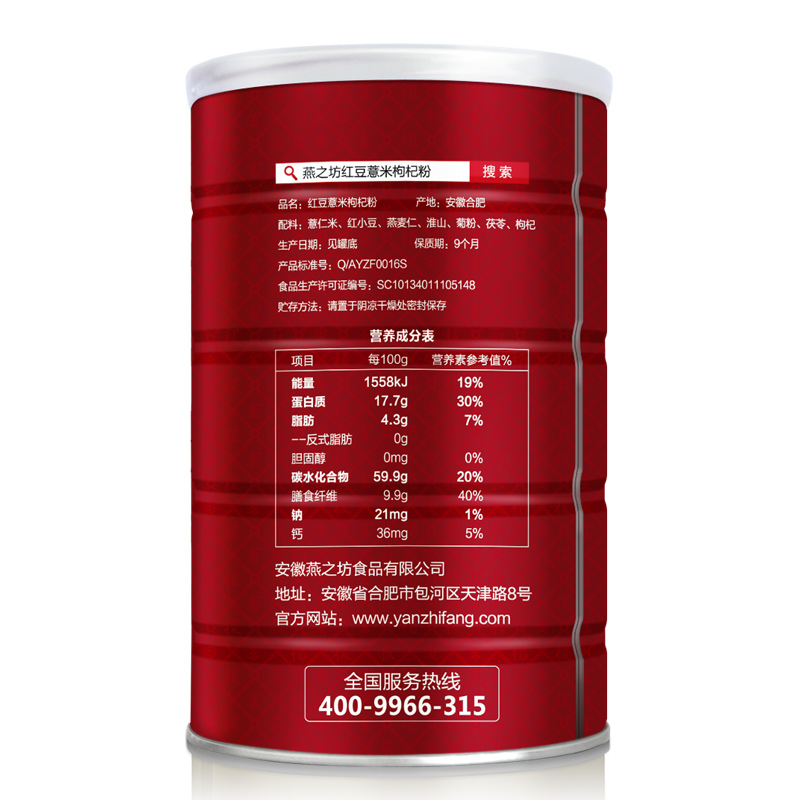 燕之坊红豆薏米枸杞粉 搜索
品名：红豆薏米枸杞粉 产地：安徽合肥
配料：薏仁米、红小豆、燕麦仁、淮山、菊粉、茯苓、枸杞
生产日期：见罐底 保质期：9个月
产品标准号：Q/AYZF0016S
食品生产许可证编号：SC10134011105148
贮存方法：请置于阴凉干燥处密封保存
营养成分表
项目 每100g 营养素参考值%
能量 1558kJ 19%
蛋白质 17.7g 30%
脂肪 4.3g 7%
--反式脂肪 0g
胆固醇 0mg 0%
碳水化合物 59.9g 20%
膳食纤维 9.9g 40%
钠 21mg 1%
钙 36mg 5%
安徽燕之坊食品有限公司
地址：安徽省合肥市包河区天津路8号
官方网站：www.yanzhifang.com
全国服务热线
400-9966-315